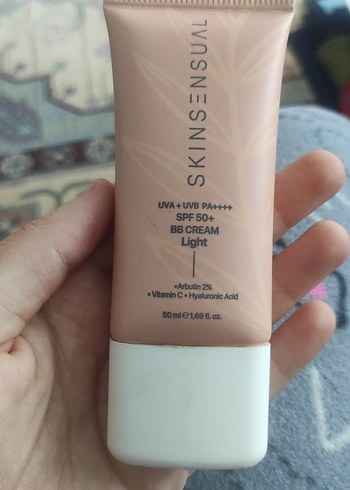 SKINSENSUAL
UVA + UVB PA++++
SPF 50+
BB CREAM
Light
•Arbutin 2%
• Vitamin C • Hyaluronic Acid
50 ml ℮ 1,69 fl. oz.